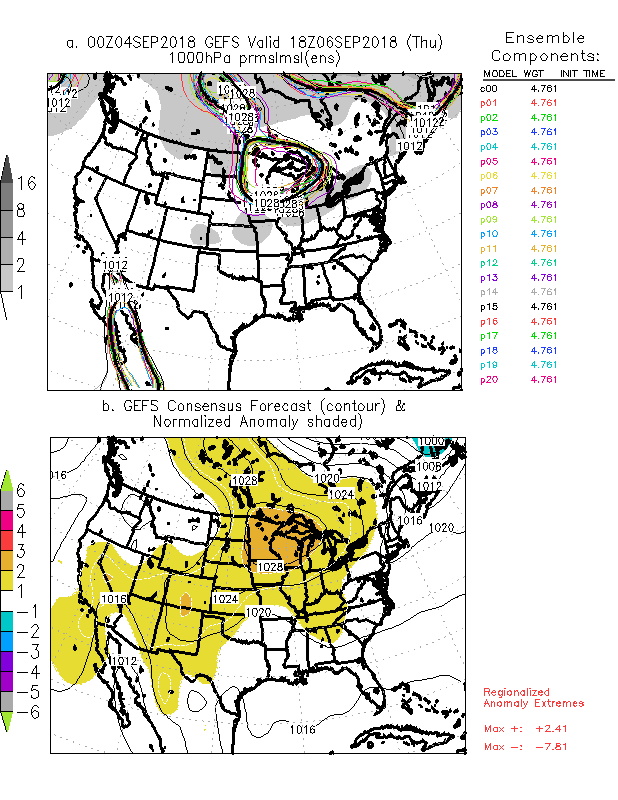 a. 00Z04SEP2018 GEFS Valid 18Z06SEP2018 (Thu)
1000hPa prmslmsl(ens)
Ensemble
Components:
MODEL WGT INIT TIME
c00 4.761
p01 4.761
p02 4.761
p03 4.761
p04 4.761
p05 4.761
p06 4.761
p07 4.761
p08 4.761
p09 4.761
p10 4.761
p11 4.761
p12 4.761
p13 4.761
p14 4.761
p15 4.761
p16 4.761
p17 4.761
p18 4.761
p19 4.761
p20 4.761
16
8
4
2
1
1012
1028
1028
1012
1012
1028
1012
1012
b. GEFS Consensus Forecast (contour) &
Normalized Anomaly shaded)
6
5
4
3
2
1
−1
−2
−3
−4
−5
−6
1000
1008
1012
1016
1020
1016
1028
1020
1024
1028
1024
1020
1016
1012
1016
Regionalized
Anomaly Extremes
Max +: +2.41
Max −: −7.81